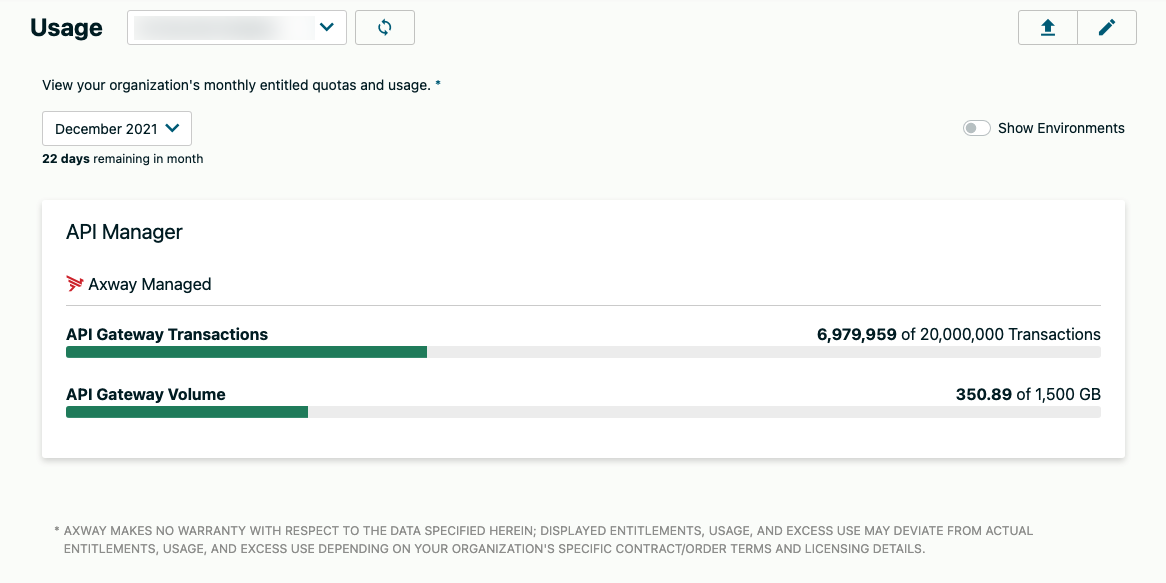 Usage
View your organization's monthly entitled quotas and usage. *
December 2021
Show Environments
22 days remaining in month
API Manager
Axway Managed
API Gateway Transactions 6,979,959 of 20,000,000 Transactions
API Gateway Volume 350.89 of 1,500 GB
* AXWAY MAKES NO WARRANTY WITH RESPECT TO THE DATA SPECIFIED HEREIN; DISPLAYED ENTITLEMENTS, USAGE, AND EXCESS USE MAY DEVIATE FROM ACTUAL
ENTITLEMENTS, USAGE, AND EXCESS USE DEPENDING ON YOUR ORGANIZATION'S SPECIFIC CONTRACT/ORDER TERMS AND LICENSING DETAILS.